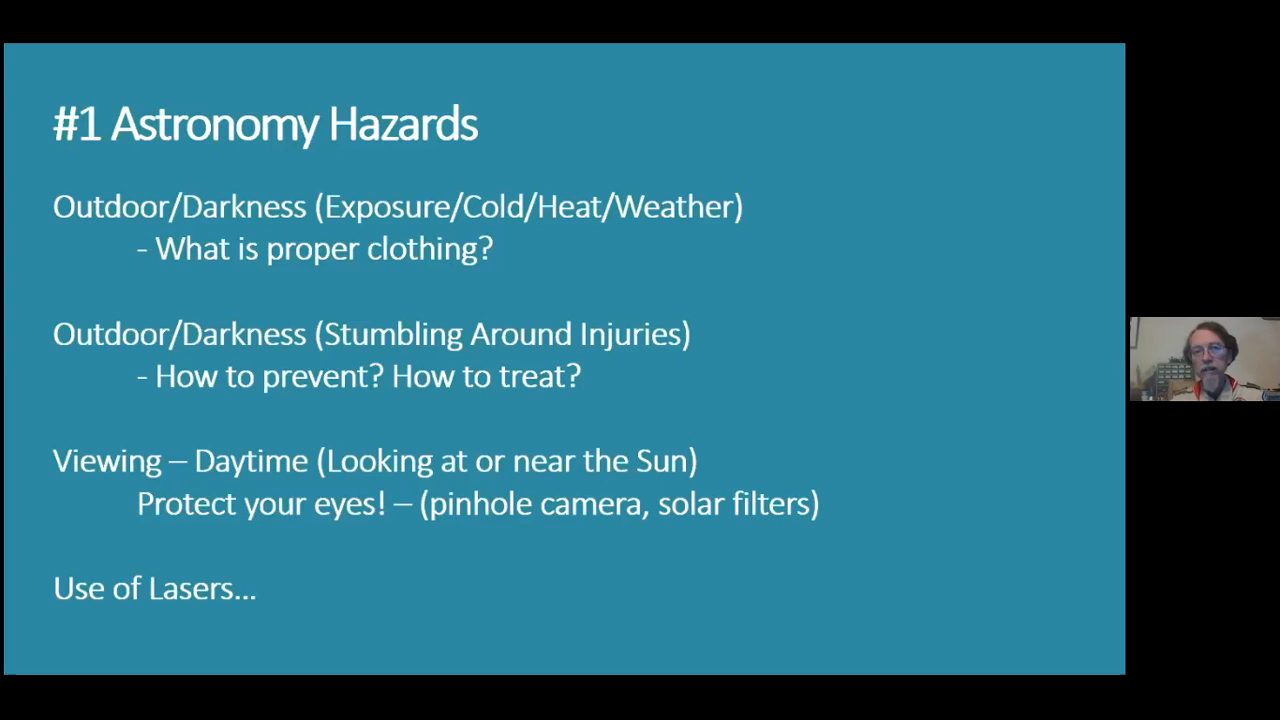 #1 Astronomy Hazards
Outdoor/Darkness (Exposure/Cold/Heat/Weather)
- What is proper clothing?
Outdoor/Darkness (Stumbling Around Injuries)
- How to prevent? How to treat?
Viewing – Daytime (Looking at or near the Sun)
Protect your eyes! – (pinhole camera, solar filters)
Use of Lasers…